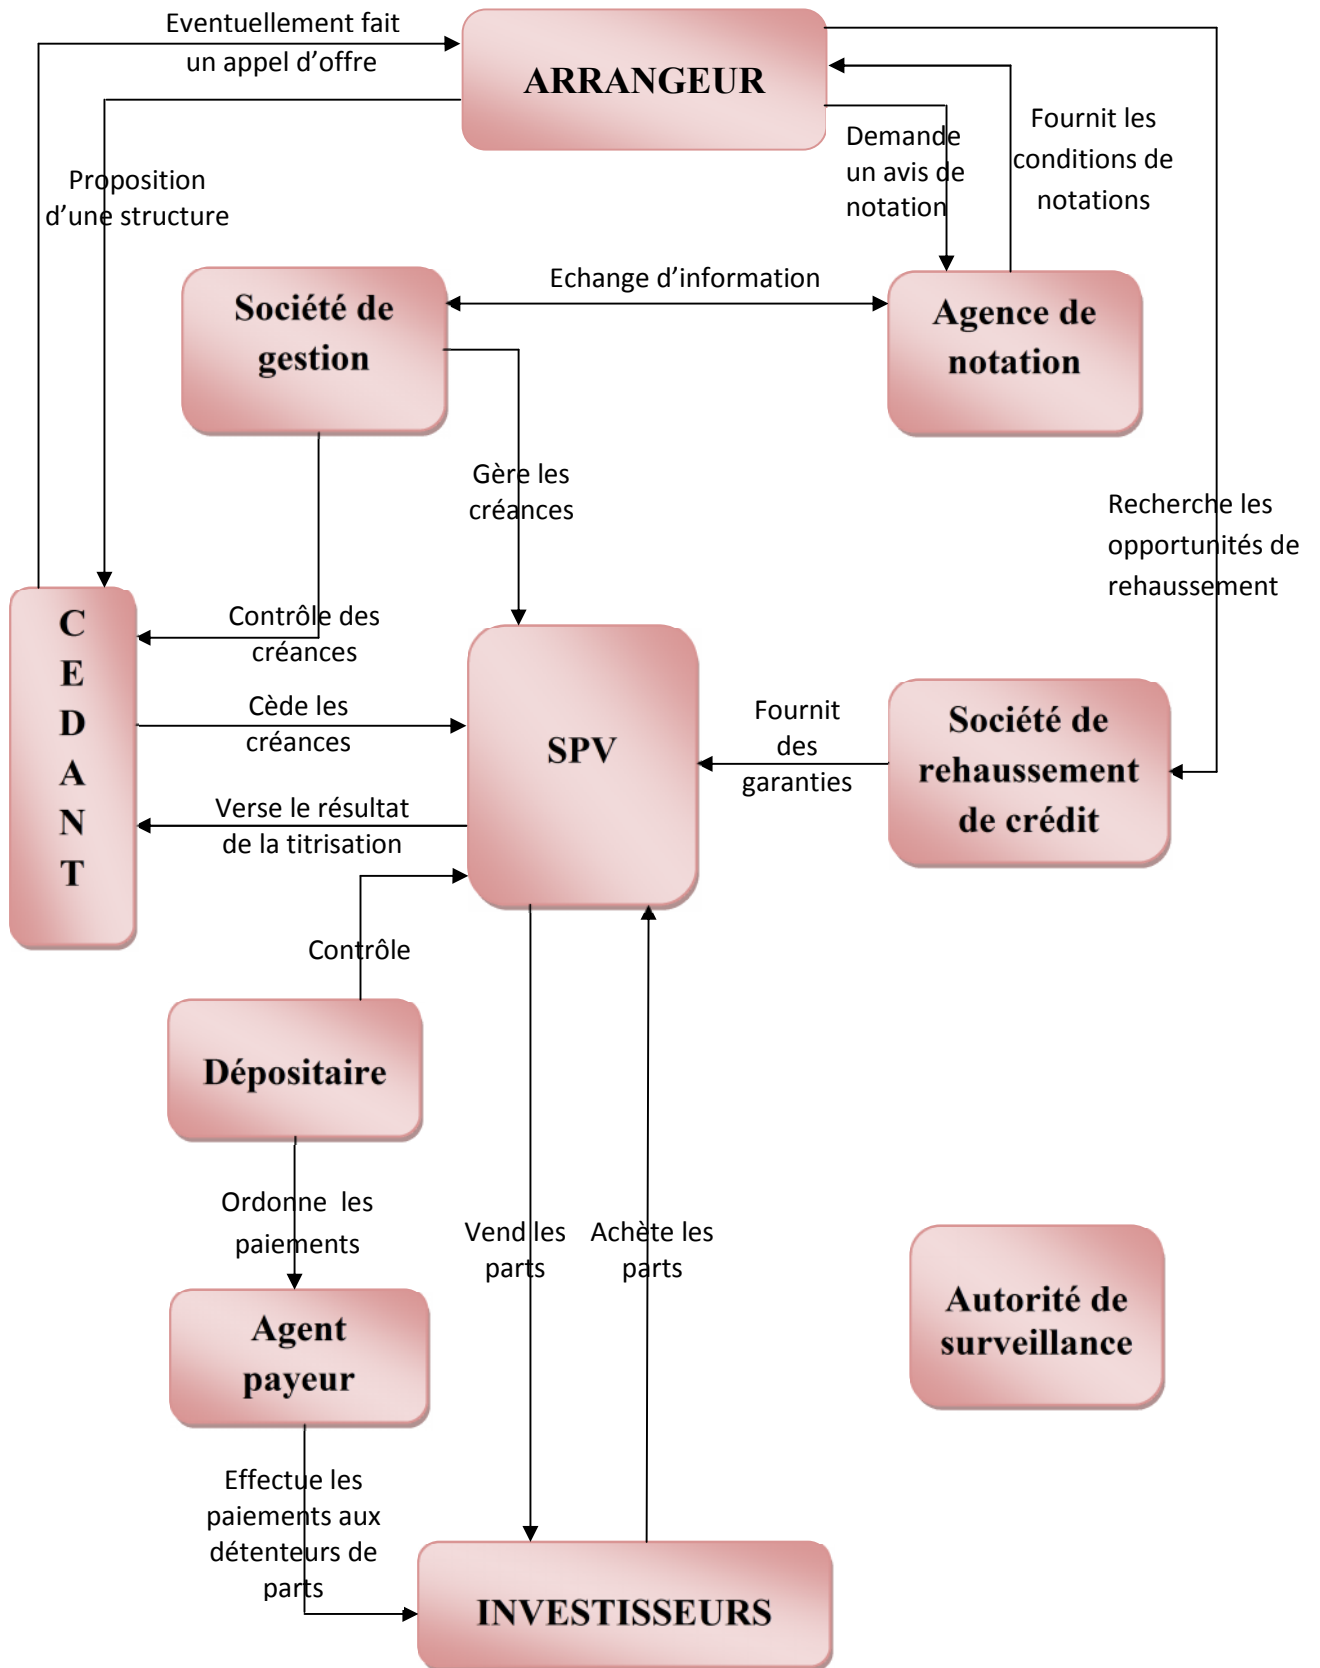 Eventuellement fait
un appel d’offre
ARRANGEUR
Demande
un avis de
notation
Fournit les
conditions de
notations
Proposition
d’une structure
Société de
gestion
Echange d’information
Agence de
notation
Gère les
créances
Recherche les
opportunités de
rehaussement
C
E
D
A
N
T
Contrôle des
créances
Cède les
créances
Verse le résultat
de la titrisation
SPV
Fournit
des
garanties
Société de
rehaussement
de crédit
Contrôle
Dépositaire
Ordonne les
paiements
Vend les
parts
Achète les
parts
Agent
payeur
Autorité de
surveillance
Effectue les
paiements aux
détenteurs de
parts
INVESTISSEURS